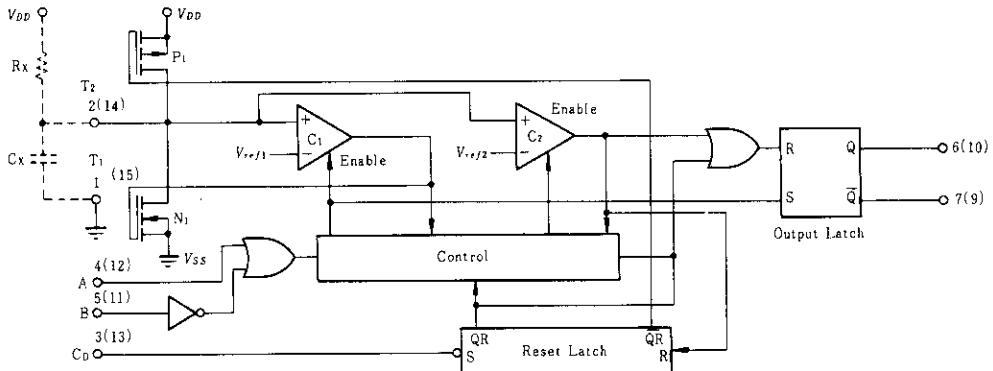 VDD
VDD
Rx
P1
T2
2(14)
Enable
+
C1
−
Vref1
Enable
+
C2
−
Vref2
R
Q
6(10)
Cx
T1
1
(15)
S
Q̅
7(9)
Output Latch
N1
VSS
Control
4(12)
A
5(11)
B
3(13)
CD
QR
Q̅R̅
S
Reset Latch
R